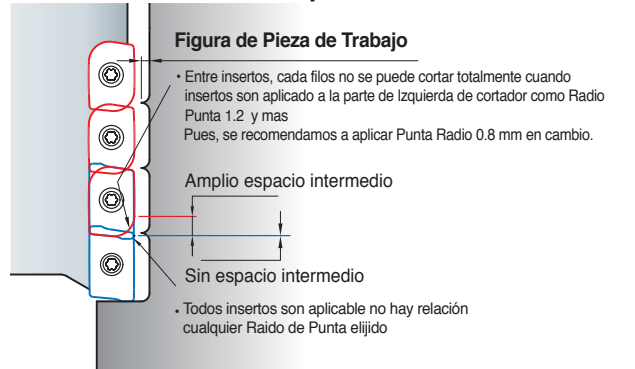 Figura de Pieza de Trabajo
• Entre insertos, cada filos no se puede cortar totalmente cuando
insertos son aplicado a la parte de Izquierda de cortador como Radio
Punta 1.2 y mas
Pues, se recomendamos a aplicar Punta Radio 0.8 mm en cambio.
Amplio espacio intermedio
Sin espacio intermedio
• Todos insertos son aplicable no hay relación
cualquier Raido de Punta elijido